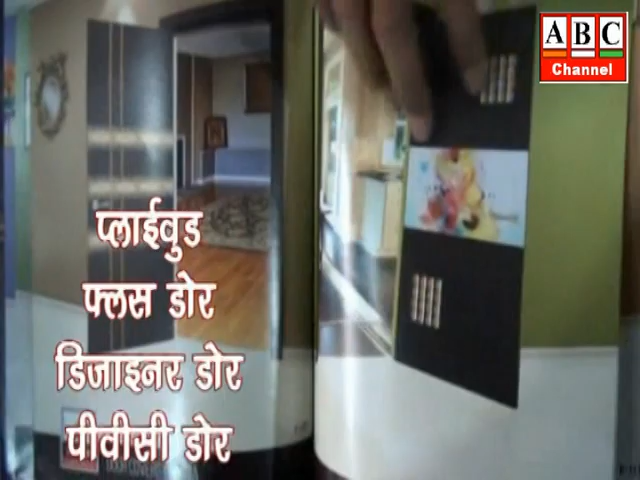 ABC
Channel
प्लाईवुड
फ्लस डोर
डिजाइनर डोर
पीवीसी डोर